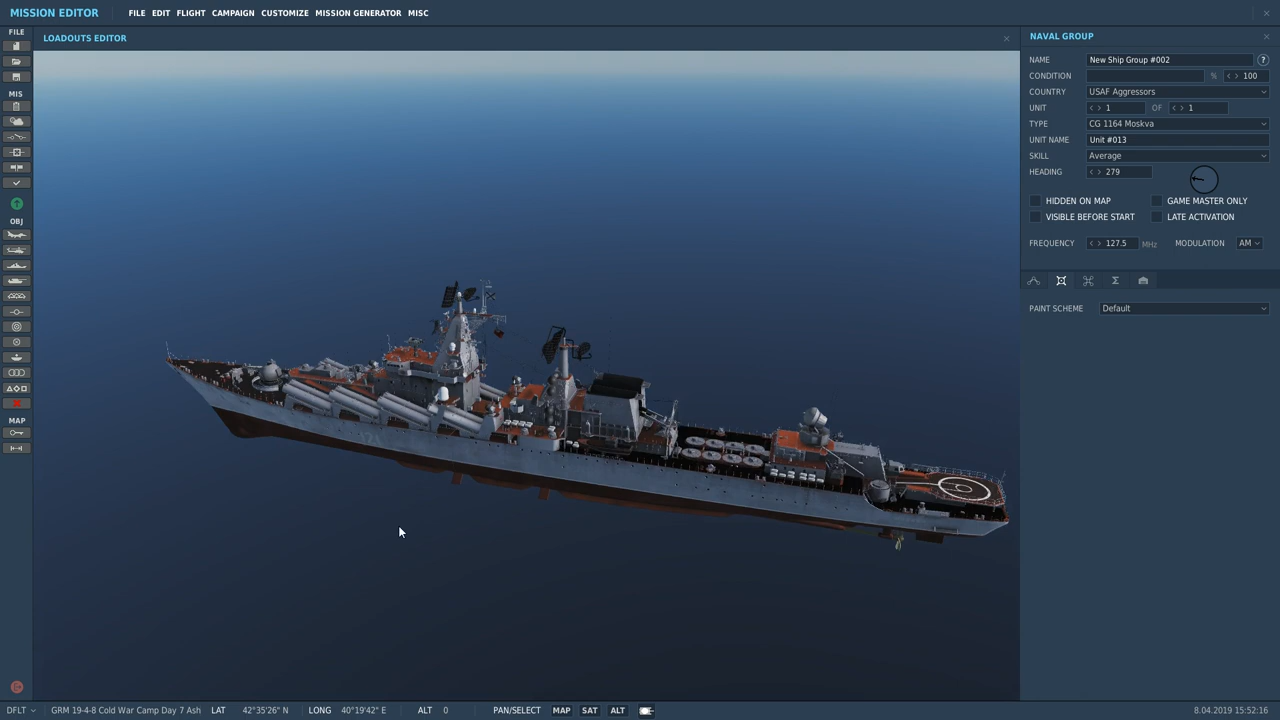 MISSION EDITOR FILE EDIT FLIGHT CAMPAIGN CUSTOMIZE MISSION GENERATOR MISC
FILE
MIS
OBJ
MAP
LOADOUTS EDITOR
NAVAL GROUP
NAME New Ship Group #002 ?
CONDITION % < > 100
COUNTRY USAF Aggressors
UNIT < > 1 OF < > 1
TYPE CG 1164 Moskva
UNIT NAME Unit #013
SKILL Average
HEADING < > 279
HIDDEN ON MAP GAME MASTER ONLY
VISIBLE BEFORE START LATE ACTIVATION
FREQUENCY < > 127.5 MHz MODULATION AM
Σ
PAINT SCHEME Default
DFLT GRM 19-4-8 Cold War Camp Day 7 Ash LAT 42°35'26" N LONG 40°19'42" E ALT 0 PAN/SELECT MAP SAT ALT 8.04.2019 15:52:16